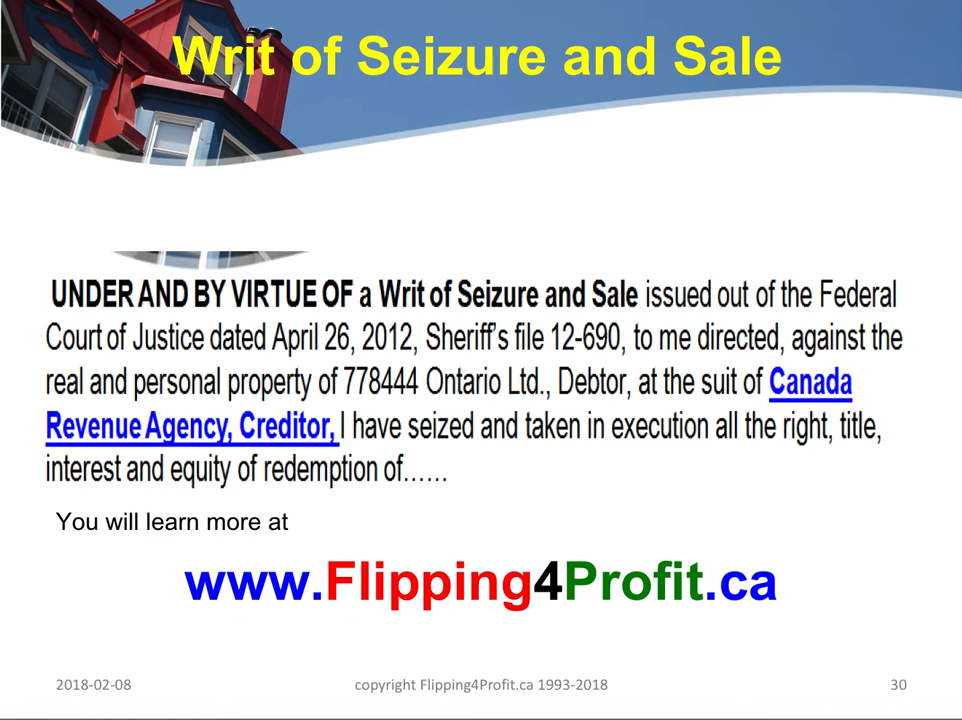 Writ of Seizure and Sale
UNDER AND BY VIRTUE OF a Writ of Seizure and Sale issued out of the Federal
Court of Justice dated April 26, 2012, Sheriff's file 12-690, to me directed, against the
real and personal property of 778444 Ontario Ltd., Debtor, at the suit of Canada
Revenue Agency, Creditor, I have seized and taken in execution all the right, title,
interest and equity of redemption of……
You will learn more at
www.Flipping4Profit.ca
2018-02-08 copyright Flipping4Profit.ca 1993-2018 30